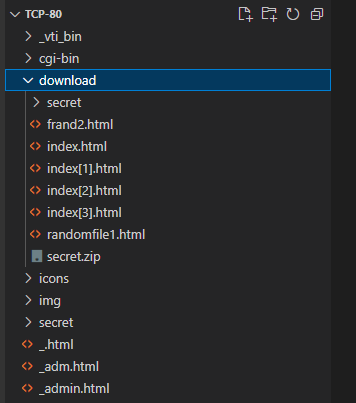 TCP-80
_vti_bin
cgi-bin
download
secret
frand2.html
index.html
index[1].html
index[2].html
index[3].html
randomfile1.html
secret.zip
icons
img
secret
_.html
_adm.html
_admin.html